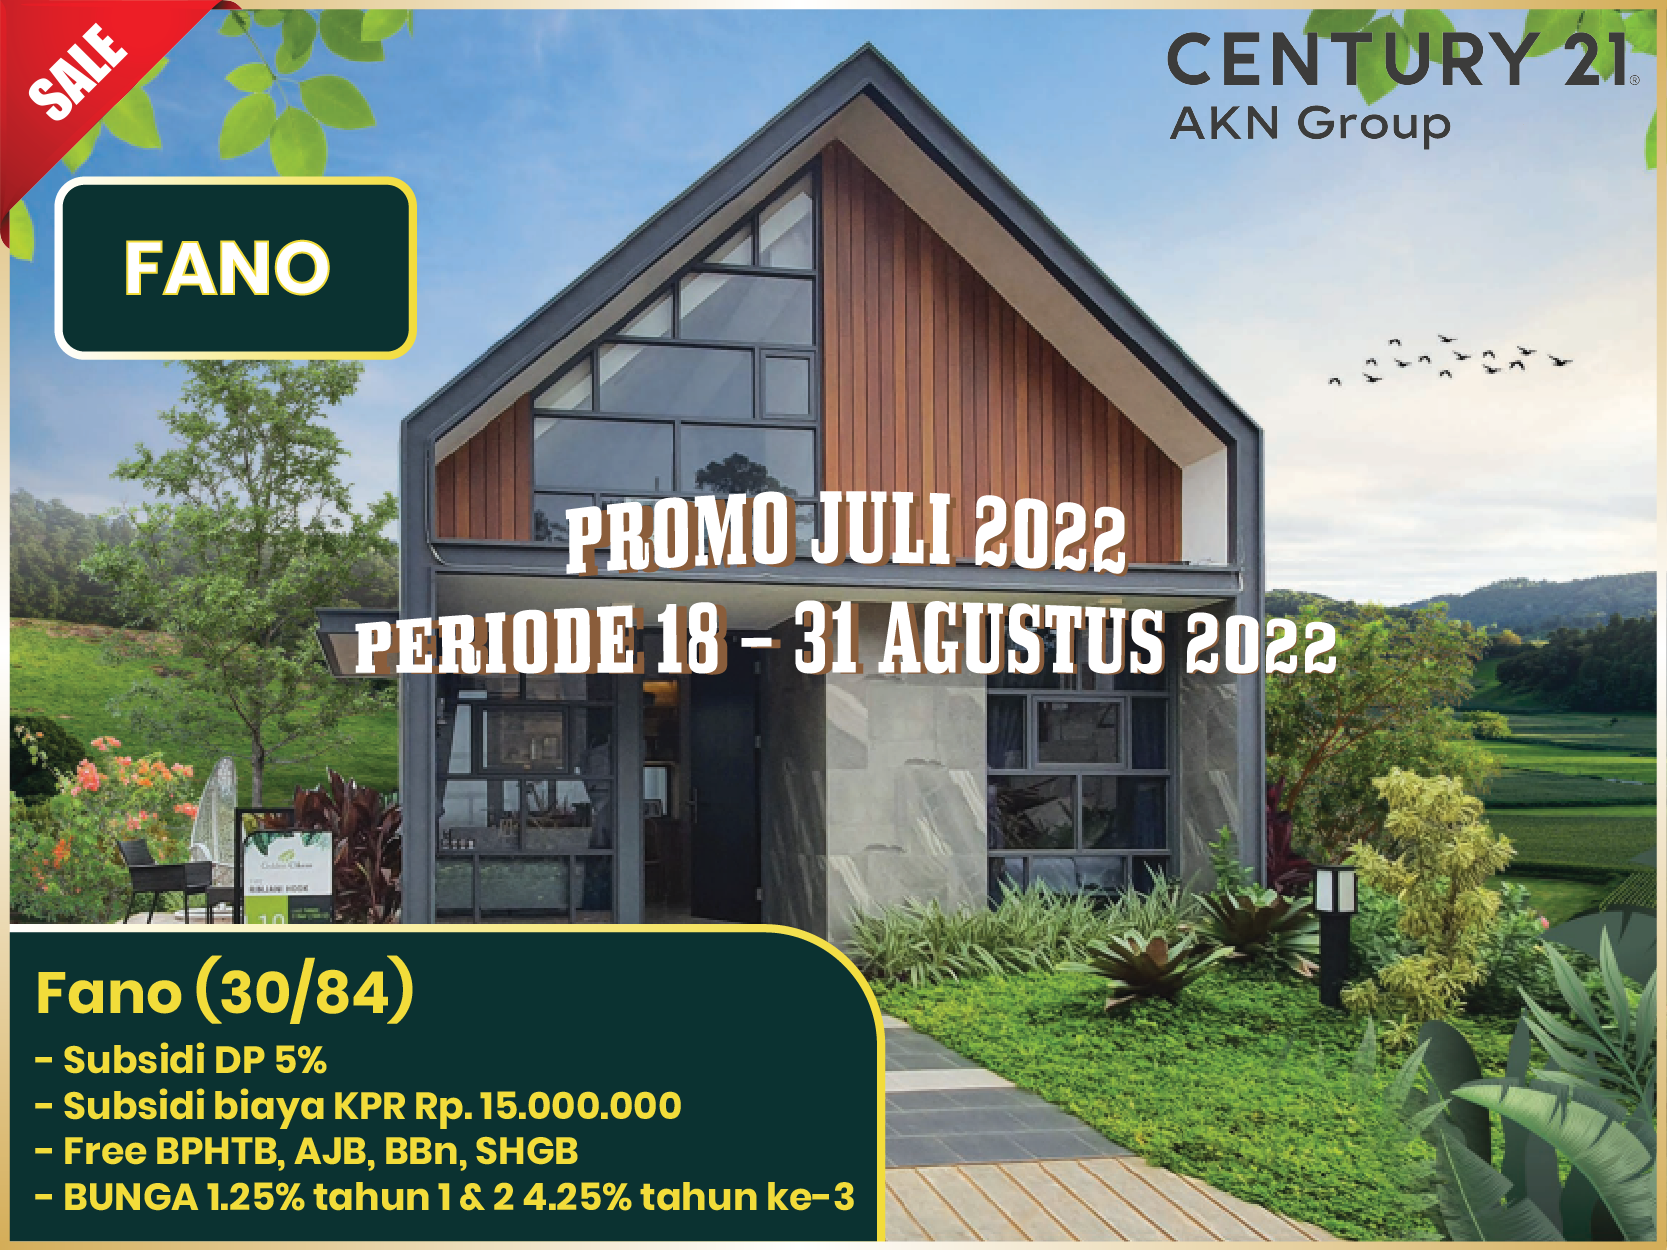 SALE
CENTURY 21®
AKN Group
FANO
PROMO JULI 2022
PERIODE 18 – 31 AGUSTUS 2022
RINJANI HOOK
Fano (30/84)
- Subsidi DP 5%
- Subsidi biaya KPR Rp. 15.000.000
- Free BPHTB, AJB, BBn, SHGB
- BUNGA 1.25% tahun 1 & 2 4.25% tahun ke-3